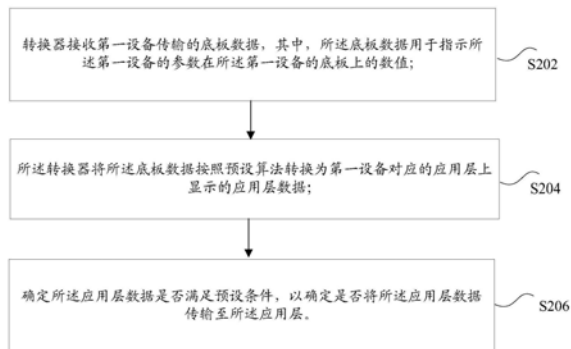 转换器接收第一设备传输的底板数据，其中，所述底板数据用于指示所
述第一设备的参数在所述第一设备的底板上的数值；
S202
所述转换器将所述底板数据按照预设算法转换为第一设备对应的应用层上
显示的应用层数据；
S204
确定所述应用层数据是否满足预设条件，以确定是否将所述应用层数据
传输至所述应用层。
S206